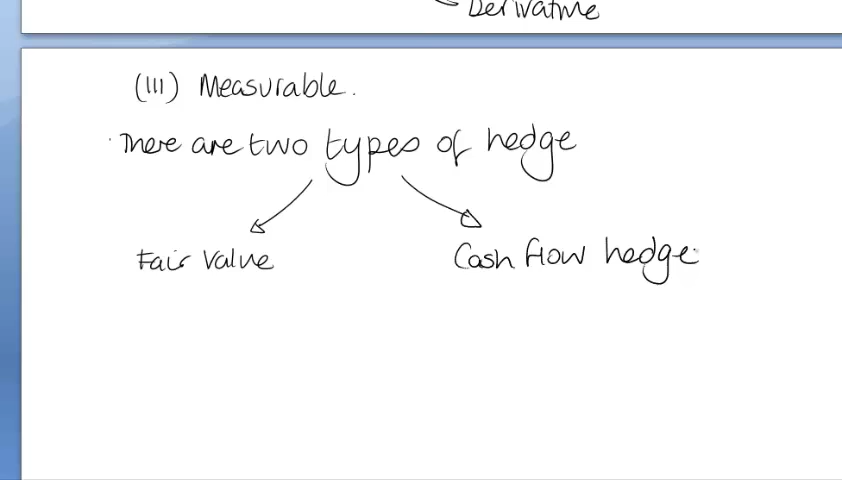 Derivative
(III) Measurable.
There are two types of hedge
Fair Value
Cash flow hedge